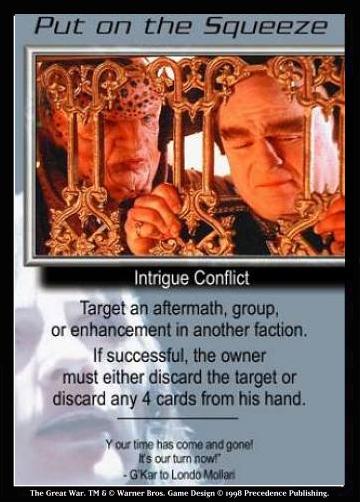 Put on the Squeeze
Intrigue Conflict
Target an aftermath, group,
or enhancement in another faction.
If successful, the owner
must either discard the target or
discard any 4 cards from his hand.
Your time has come and gone!
It's our turn now!"
- G'Kar to Londo Mollari
The Great War. TM & © Warner Bros. Game Design © 1998 Precedence Publishing.